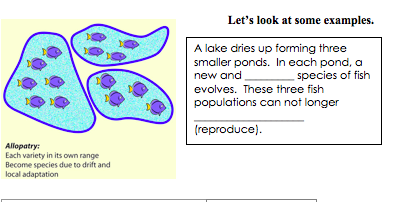 Let's look at some examples.
A lake dries up forming three
smaller ponds. In each pond, a
new and __________ species of fish
evolves. These three fish
populations can not longer
______________________
(reproduce).
Allopatry:
Each variety in its own range
Become species due to drift and
local adaptation